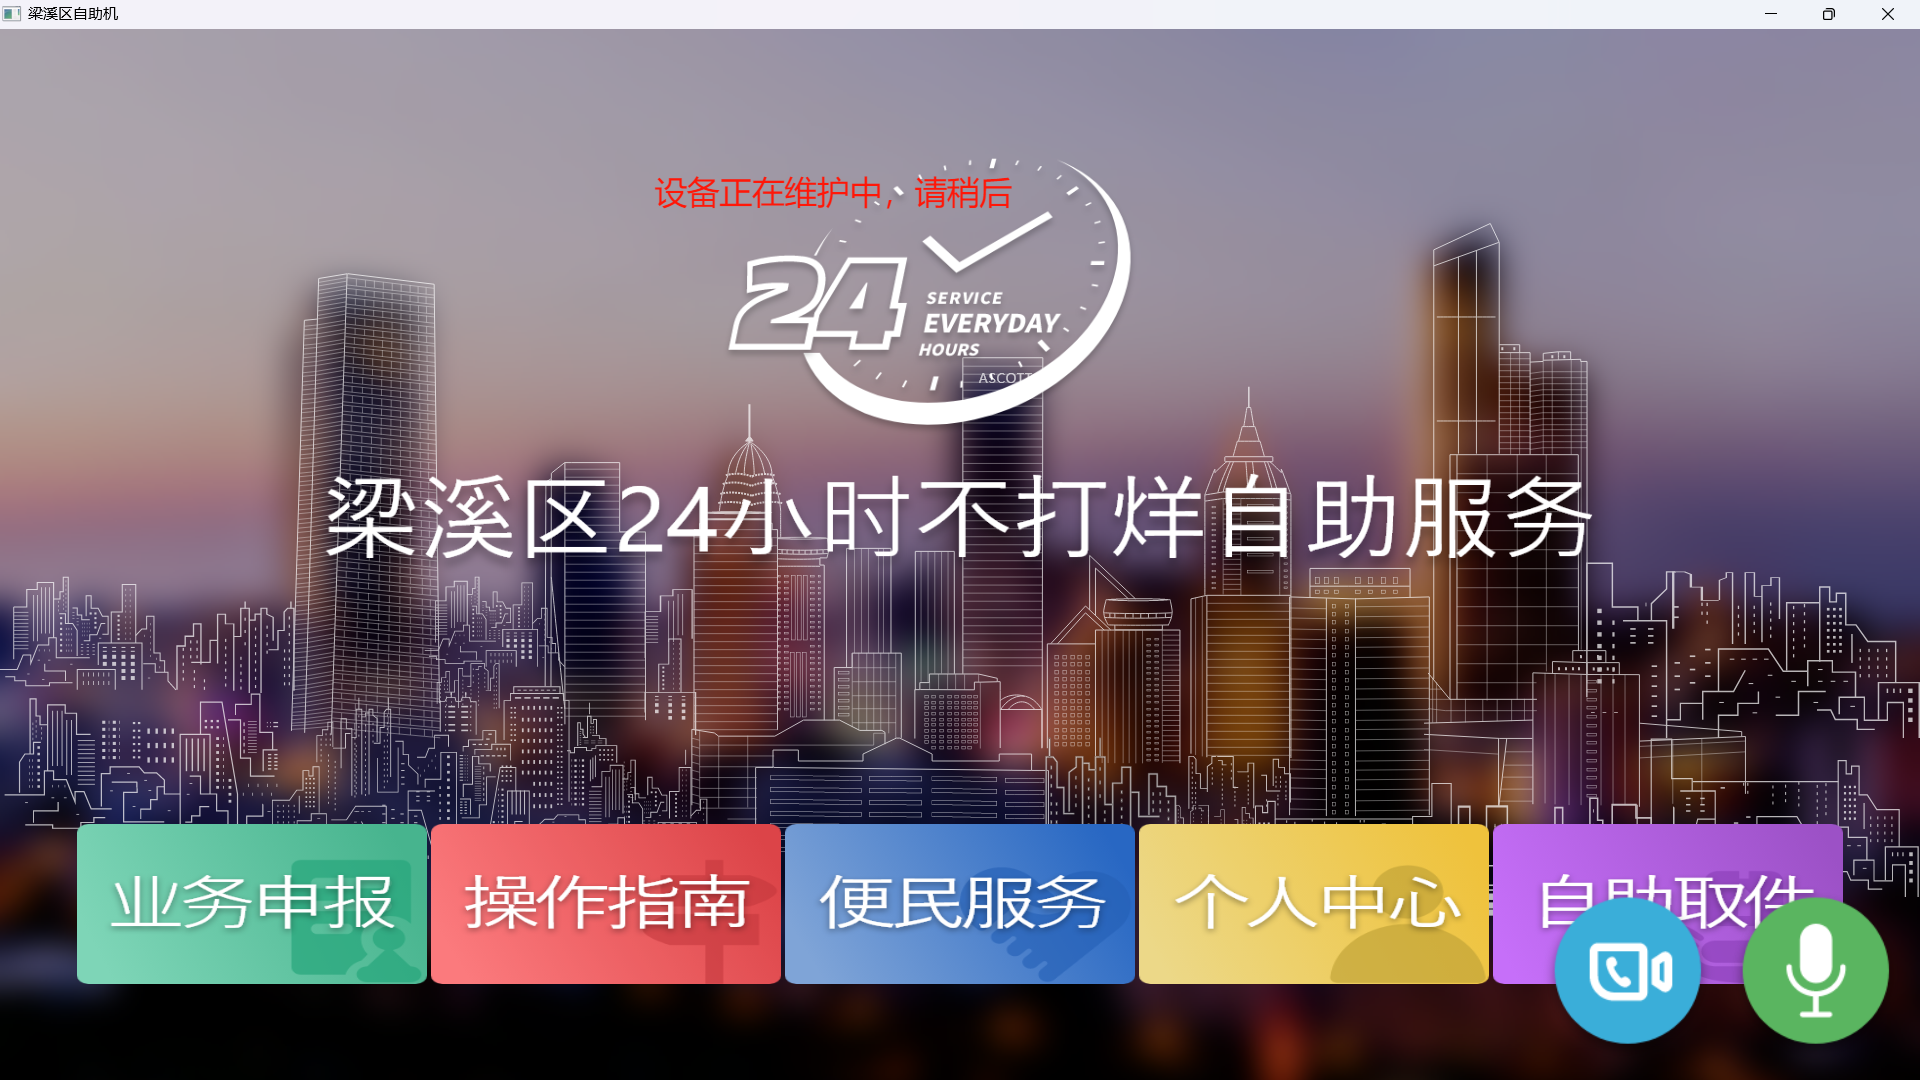 梁溪区自助机
设备正在维护中，请稍后
24
SERVICE
EVERYDAY
HOURS
ASCOTT
梁溪区24小时不打烊自助服务
业务申报
操作指南
便民服务
个人中心
自助取件